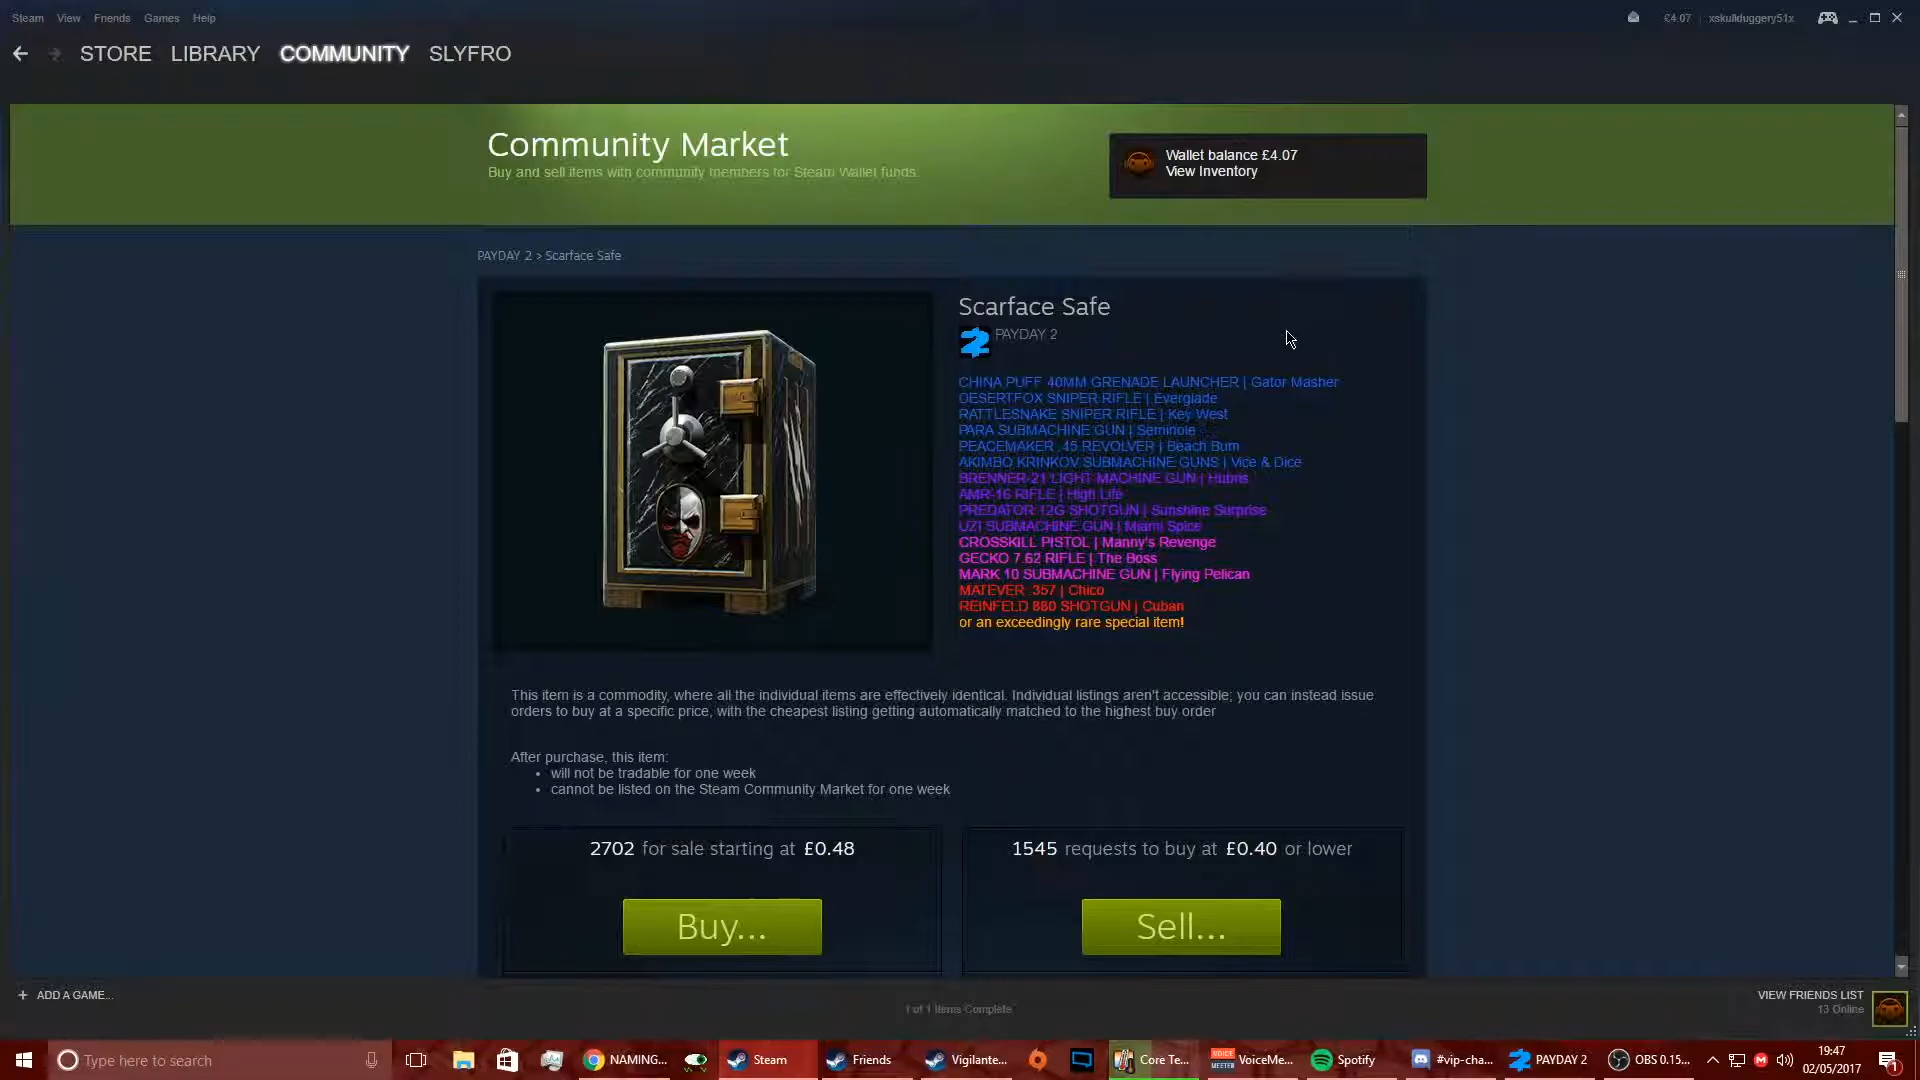 Steam View Friends Games Help
£4.07 xskullduggery51x
STORE LIBRARY COMMUNITY SLYFRO
Community Market
Buy and sell items with community members for Steam Wallet funds.
Wallet balance £4.07
View Inventory
PAYDAY 2 > Scarface Safe
Scarface Safe
PAYDAY 2
CHINA PUFF 40MM GRENADE LAUNCHER | Gator Masher
DESERTFOX SNIPER RIFLE | Everglade
RATTLESNAKE SNIPER RIFLE | Key West
PARA SUBMACHINE GUN | Seminole
PEACEMAKER .45 REVOLVER | Beach Bum
AKIMBO KRINKOV SUBMACHINE GUNS | Vice & Dice
BRENNER-21 LIGHT MACHINE GUN | Hubris
AMR-16 RIFLE | High Life
PREDATOR 12G SHOTGUN | Sunshine Surprise
UZI SUBMACHINE GUN | Miami Spice
CROSSKILL PISTOL | Manny's Revenge
GECKO 7.62 RIFLE | The Boss
MARK 10 SUBMACHINE GUN | Flying Pelican
MATEVER .357 | Chico
REINFELD 880 SHOTGUN | Cuban
or an exceedingly rare special item!
This item is a commodity, where all the individual items are effectively identical. Individual listings aren't accessible; you can instead issue
orders to buy at a specific price, with the cheapest listing getting automatically matched to the highest buy order
After purchase, this item:
• will not be tradable for one week
• cannot be listed on the Steam Community Market for one week
2702 for sale starting at £0.48
1545 requests to buy at £0.40 or lower
Buy...
Sell...
+ ADD A GAME...
1 of 1 Items Complete
VIEW FRIENDS LIST
13 Online
Type here to search
NAMING...
Steam
Friends
Vigilante...
Core Te...
VOICE MEETER
VoiceMe...
Spotify
#vip-cha...
PAYDAY 2
OBS 0.15...
19:47
02/05/2017
1